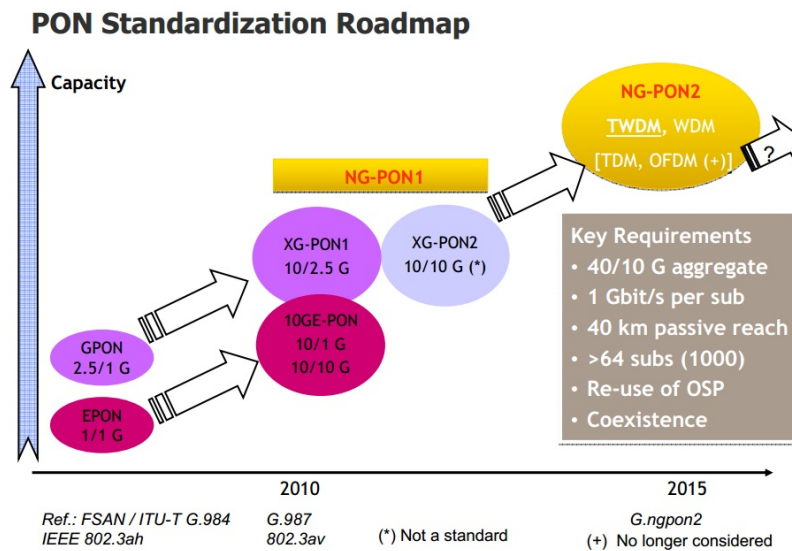 PON Standardization Roadmap
Capacity
NG-PON2
TWDM, WDM
[TDM, OFDM (+)]
?
NG-PON1
XG-PON1
10/2.5 G
XG-PON2
10/10 G (*)
10GE-PON
10/1 G
10/10 G
GPON
2.5/1 G
EPON
1/1 G
Key Requirements
• 40/10 G aggregate
• 1 Gbit/s per sub
• 40 km passive reach
• >64 subs (1000)
• Re-use of OSP
• Coexistence
2010
2015
Ref.: FSAN / ITU-T G.984
IEEE 802.3ah
G.987
802.3av
(*) Not a standard
G.ngpon2
(+) No longer considered